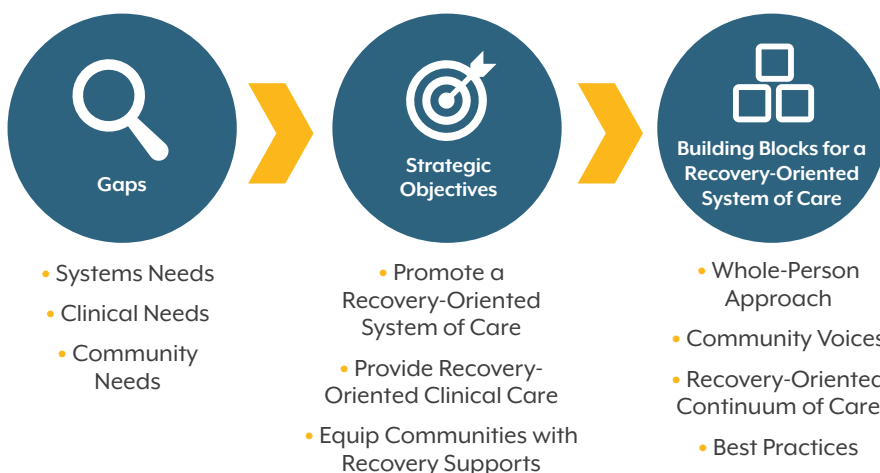 Gaps
• Systems Needs
• Clinical Needs
• Community
Needs
Strategic
Objectives
• Promote a
Recovery-Oriented
System of Care
• Provide Recovery-
Oriented Clinical Care
• Equip Communities with
Recovery Supports
Building Blocks for a
Recovery-Oriented
System of Care
• Whole-Person
Approach
• Community Voices
• Recovery-Oriented
Continuum of Care
• Best Practices